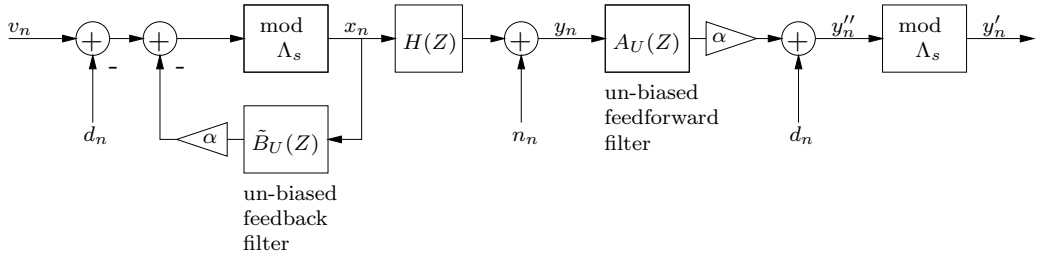 v_n
+
-
d_n
+
-
mod
Λ_s
x_n
α
B̃_U(Z)
un-biased
feedback
filter
H(Z)
+
n_n
y_n
A_U(Z)
un-biased
feedforward
filter
α
+
d_n
y''_n
mod
Λ_s
y'_n